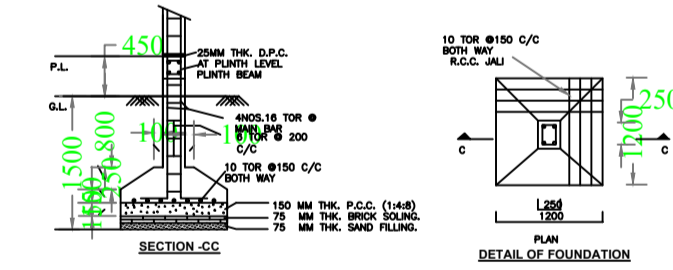 450
P.L.
25MM THK. D.P.C.
AT PLINTH LEVEL
PLINTH BEAM
G.L.
4NOS.16 TOR @
MAIN BAR
8 TOR @ 200
C/C
100
1500
800
10 TOR @150 C/C
BOTH WAY
150 MM THK. P.C.C. (1:4:8)
75 MM THK. BRICK SOLING.
75 MM THK. SAND FILLING.
SECTION -CC
10 TOR @150 C/C
BOTH WAY
R.C.C. JALI
250
1200
C
C
250
1200
PLAN
DETAIL OF FOUNDATION